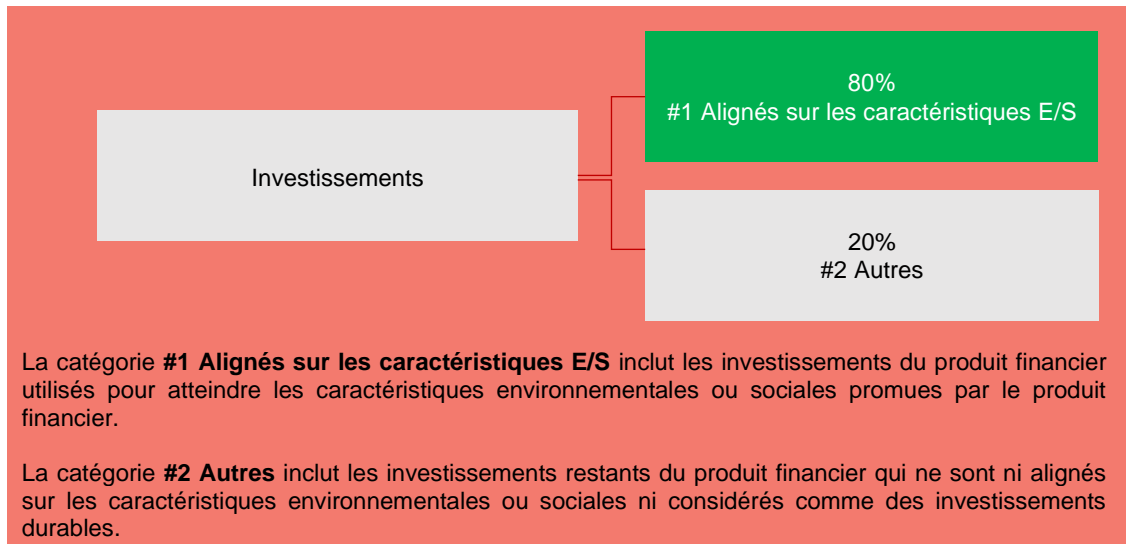 80%
#1 Alignés sur les caractéristiques E/S
Investissements
20%
#2 Autres
La catégorie #1 Alignés sur les caractéristiques E/S inclut les investissements du produit financier
utilisés pour atteindre les caractéristiques environnementales ou sociales promues par le produit
financier.
La catégorie #2 Autres inclut les investissements restants du produit financier qui ne sont ni alignés
sur les caractéristiques environnementales ou sociales ni considérés comme des investissements
durables.